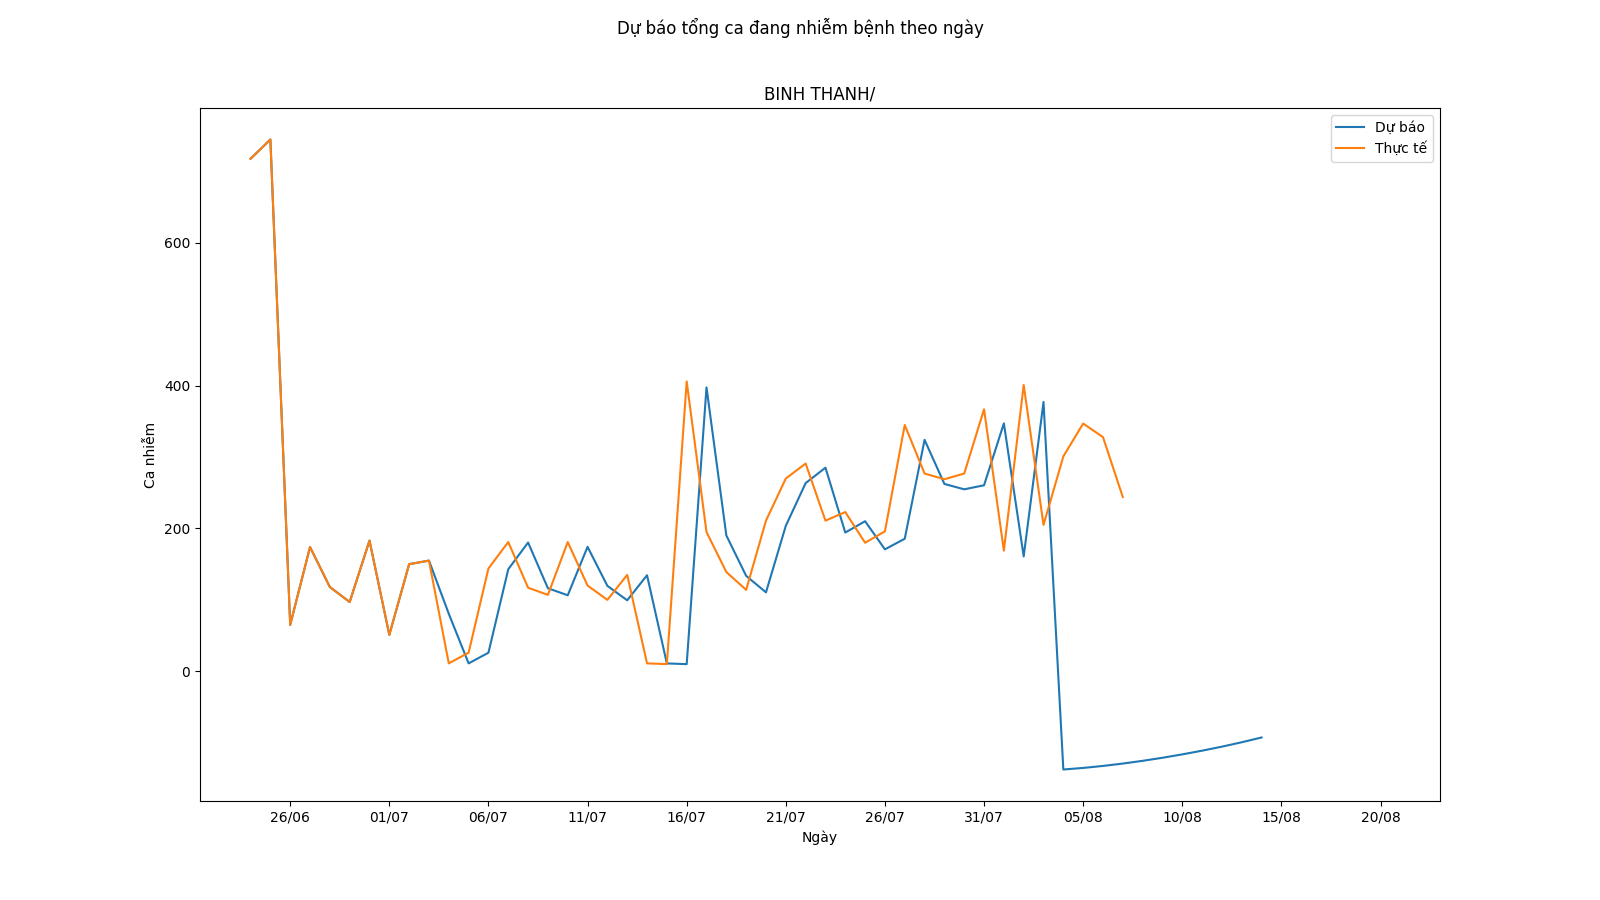 Dự báo tổng ca đang nhiễm bệnh theo ngày
BINH THANH/
Dự báo
Thực tế
Ca nhiễm
600
400
200
0
26/06 01/07 06/07 11/07 16/07 21/07 26/07 31/07 05/08 10/08 15/08 20/08
Ngày